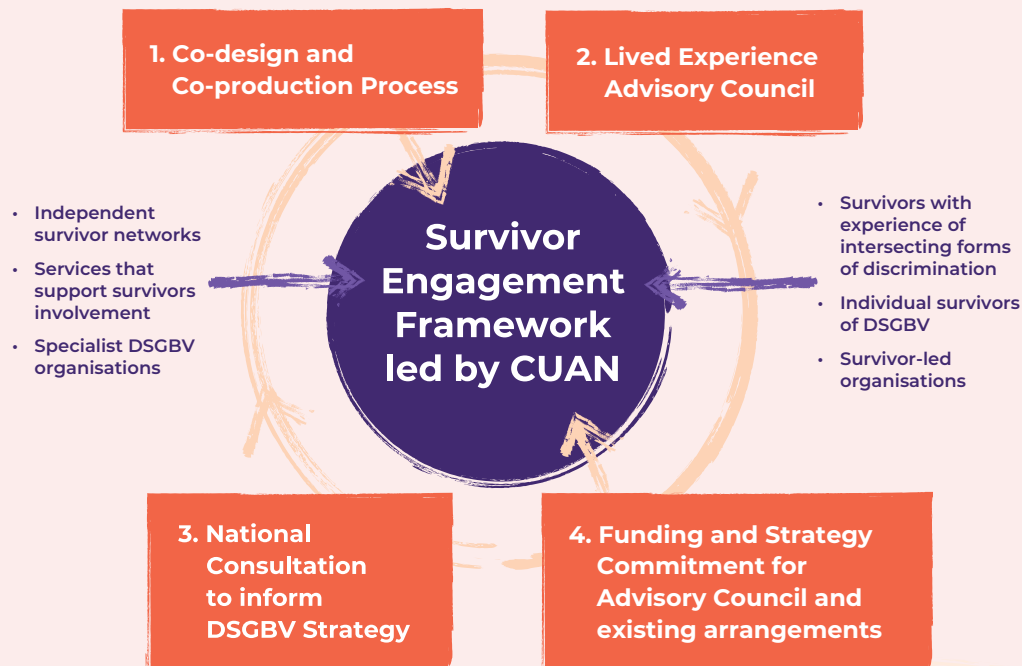 1. Co-design and
Co-production Process
2. Lived Experience
Advisory Council
• Independent
survivor networks
• Services that
support survivors
involvement
• Specialist DSGBV
organisations
Survivor
Engagement
Framework
led by CUAN
• Survivors with
experience of
intersecting forms
of discrimination
• Individual survivors
of DSGBV
• Survivor-led
organisations
3. National
Consultation
to inform
DSGBV Strategy
4. Funding and Strategy
Commitment for
Advisory Council and
existing arrangements